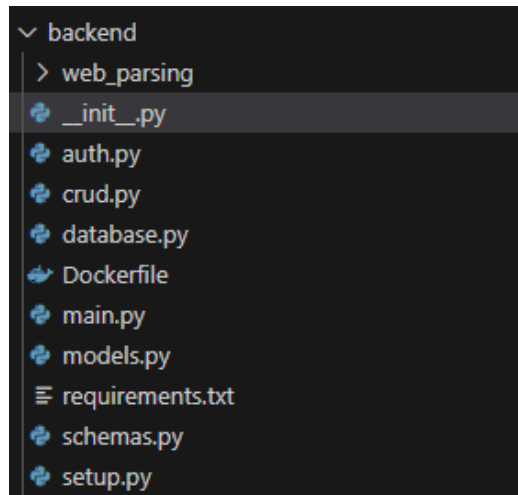 backend
web_parsing
__init__.py
auth.py
crud.py
database.py
Dockerfile
main.py
models.py
requirements.txt
schemas.py
setup.py